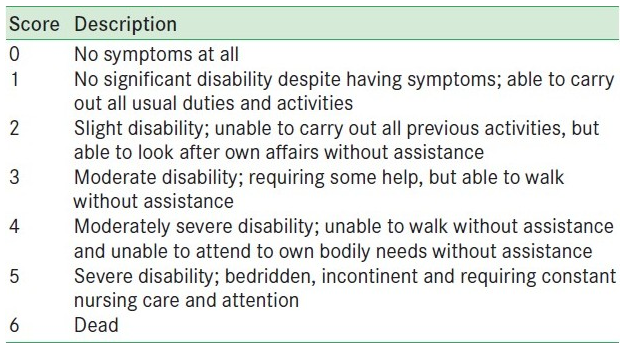 Score Description
0 No symptoms at all
1 No significant disability despite having symptoms; able to carry
out all usual duties and activities
2 Slight disability; unable to carry out all previous activities, but
able to look after own affairs without assistance
3 Moderate disability; requiring some help, but able to walk
without assistance
4 Moderately severe disability; unable to walk without assistance
and unable to attend to own bodily needs without assistance
5 Severe disability; bedridden, incontinent and requiring constant
nursing care and attention
6 Dead